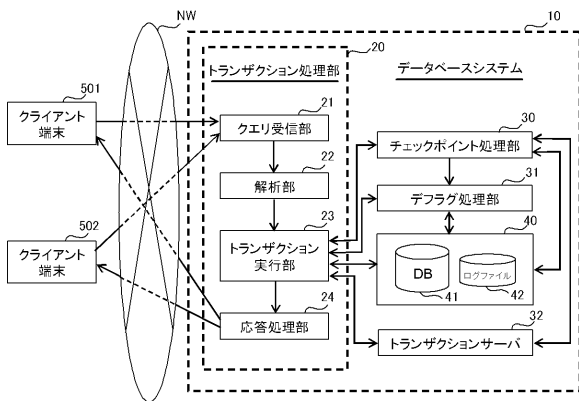 NW
10
20
トランザクション処理部
データベースシステム
501
クライアント
端末
21
クエリ受信部
30
チェックポイント処理部
22
解析部
31
デフラグ処理部
23
トランザクション
実行部
40
DB
41
ログファイル
42
502
クライアント
端末
24
応答処理部
32
トランザクションサーバ